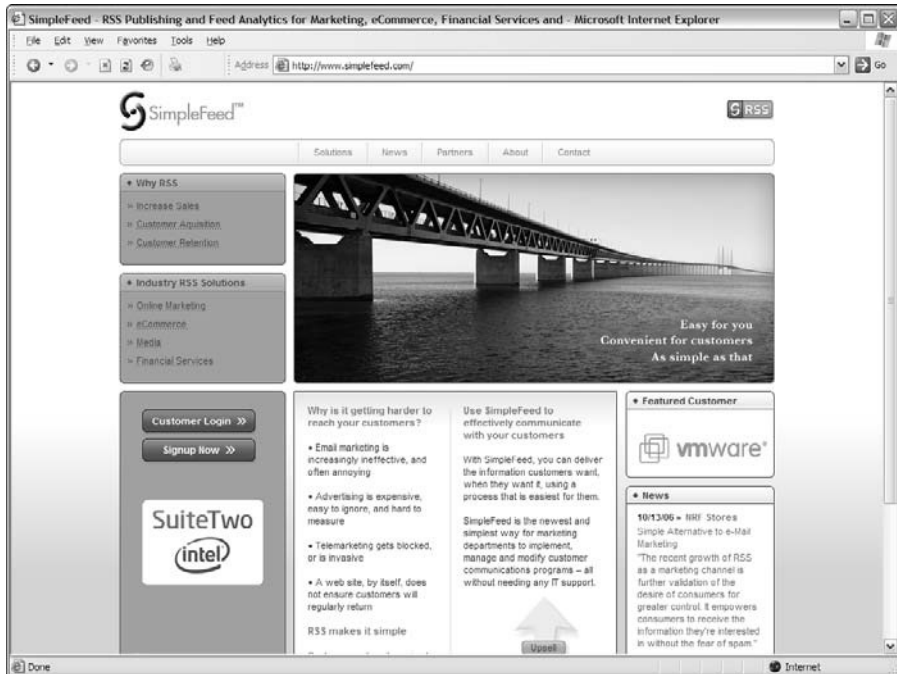 SimpleFeed - RSS Publishing and Feed Analytics for Marketing, eCommerce, Financial Services and - Microsoft Internet Explorer
File Edit View Favorites Tools Help
Address http://www.simplefeed.com/ Go
SimpleFeed™
RSS
Solutions News Partners About Contact
• Why RSS
» Increase Sales
» Customer Aquisition
» Customer Retention
• Industry RSS Solutions
» Online Marketing
» eCommerce
» Media
» Financial Services
Easy for you
Convenient for customers
As simple as that
Customer Login »
Signup Now »
SuiteTwo
intel
Why is it getting harder to
reach your customers?
• Email marketing is
increasingly ineffective, and
often annoying
• Advertising is expensive,
easy to ignore, and hard to
measure
• Telemarketing gets blocked,
or is invasive
• A web site, by itself, does
not ensure customers will
regularly return
RSS makes it simple
Use SimpleFeed to
effectively communicate
with your customers
With SimpleFeed, you can deliver
the information customers want,
when they want it, using a
process that is easiest for them.
SimpleFeed is the newest and
simplest way for marketing
departments to implement,
manage and modify customer
communications programs – all
without needing any IT support.
Upsell
• Featured Customer
vmware®
• News
10/13/06 » NRF Stores
Simple Alternative to e-Mail
Marketing
"The recent growth of RSS
as a marketing channel is
further validation of the
desire of consumers for
greater control. It empowers
consumers to receive the
information they're interested
in without the fear of spam."
Done Internet